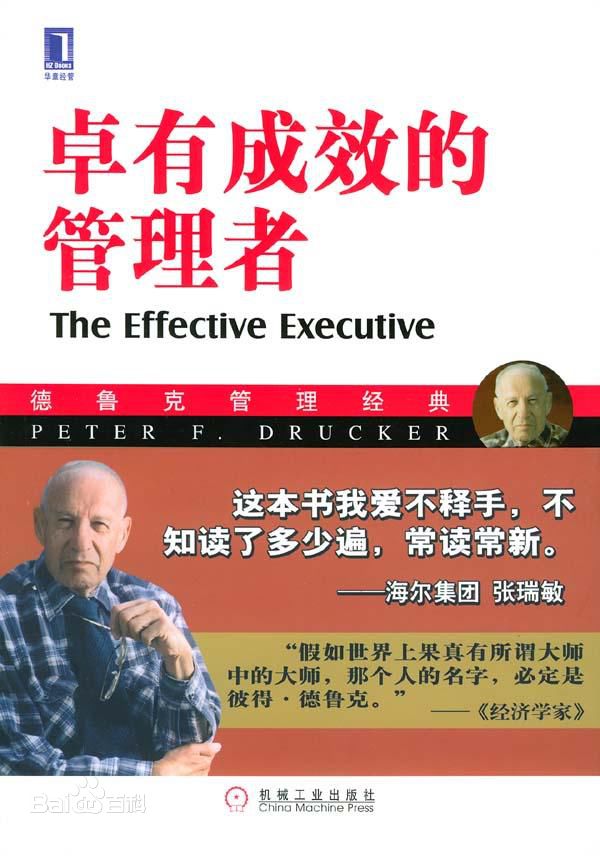 HZ Books
华章经管
卓有成效的
管理者
The Effective Executive
德鲁克管理经典
PETER F. DRUCKER
这本书我爱不释手，不
知读了多少遍，常读常新。
——海尔集团 张瑞敏
“假如世界上果真有所谓大师
中的大师，那个人的名字，必定是
彼得·德鲁克。”
——《经济学家》
Bai百科
机械工业出版社
China Machine Press